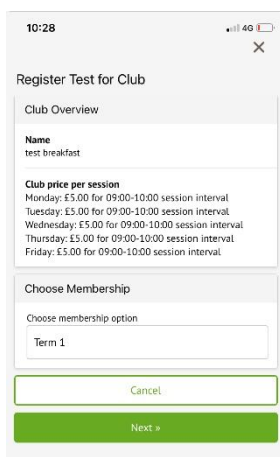 10:28
4G
Register Test for Club
Club Overview
Name
test breakfast
Club price per session
Monday: £5.00 for 09:00-10:00 session interval
Tuesday: £5.00 for 09:00-10:00 session interval
Wednesday: £5.00 for 09:00-10:00 session interval
Thursday: £5.00 for 09:00-10:00 session interval
Friday: £5.00 for 09:00-10:00 session interval
Choose Membership
Choose membership option
Term 1
Cancel
Next »